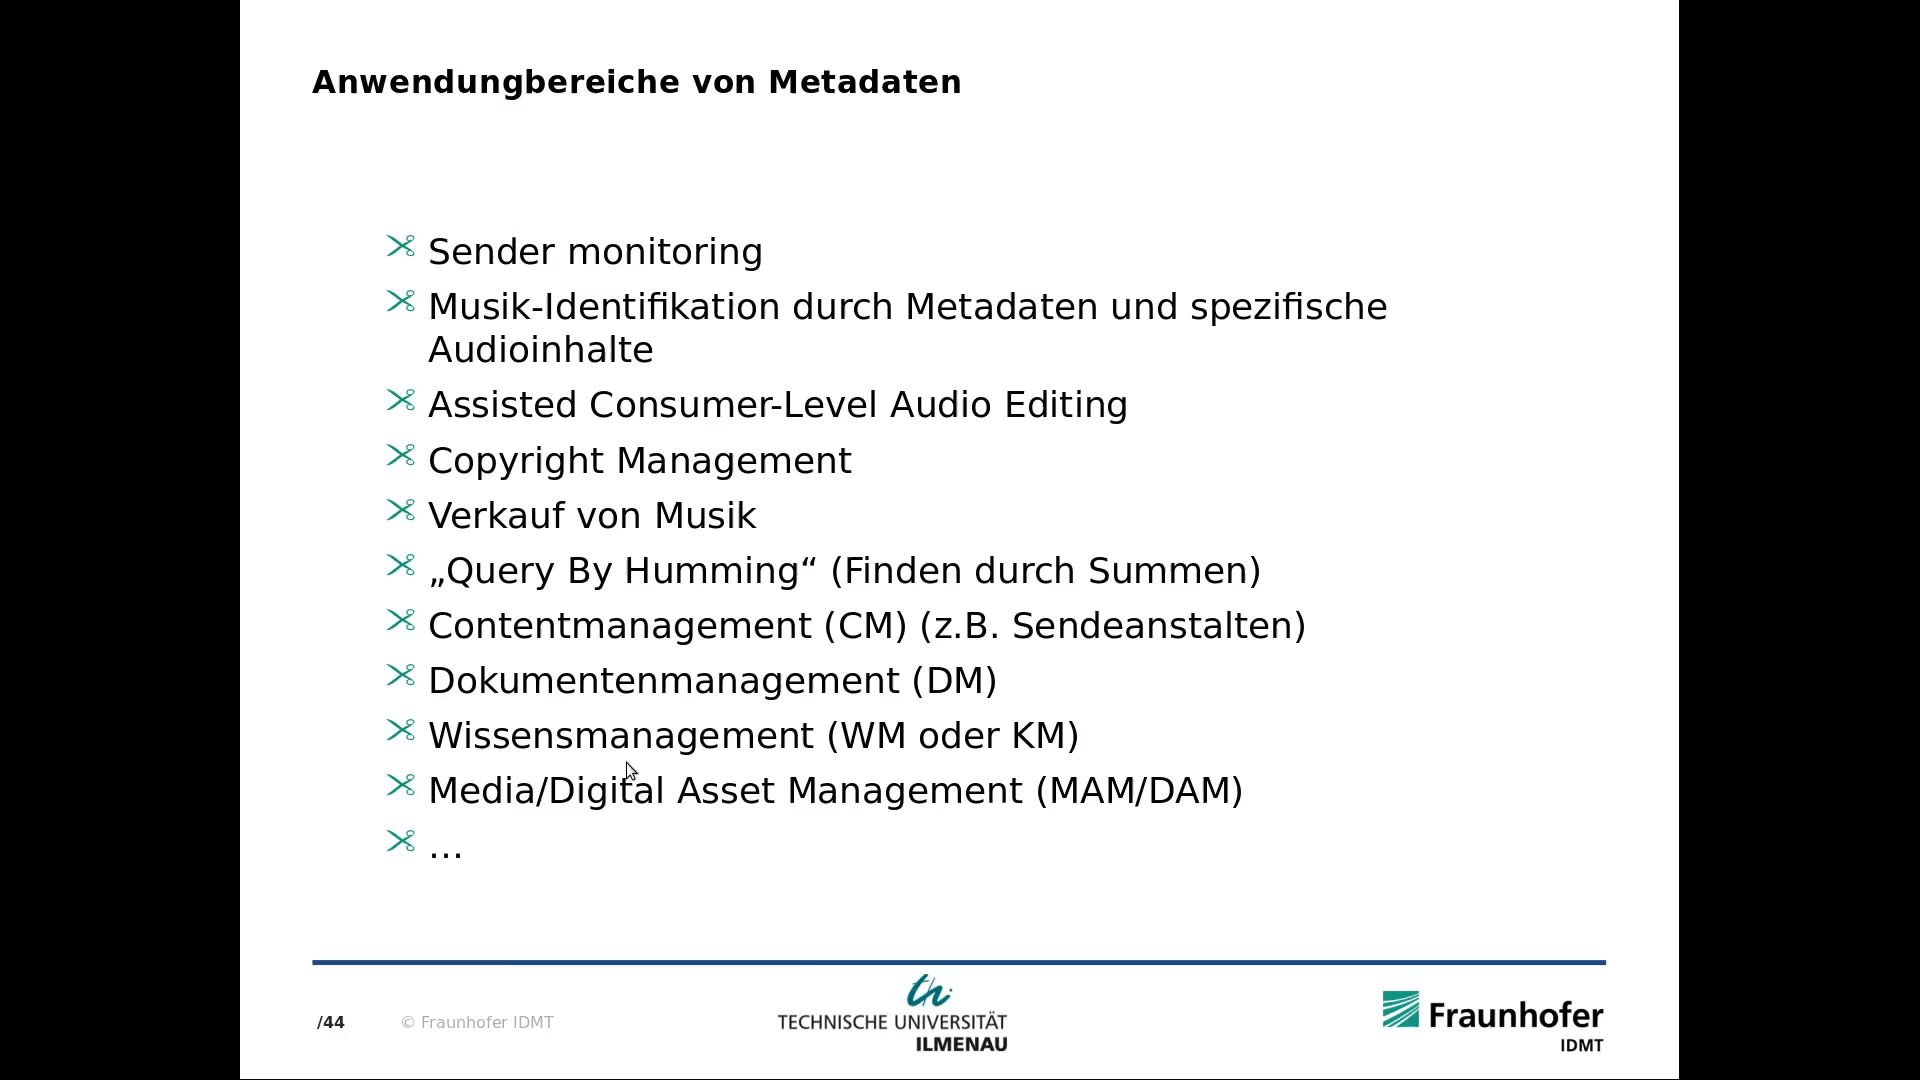 Anwendungbereiche von Metadaten
Sender monitoring
Musik-Identifikation durch Metadaten und spezifische
Audioinhalte
Assisted Consumer-Level Audio Editing
Copyright Management
Verkauf von Musik
„Query By Humming“ (Finden durch Summen)
Contentmanagement (CM) (z.B. Sendeanstalten)
Dokumentenmanagement (DM)
Wissensmanagement (WM oder KM)
Media/Digital Asset Management (MAM/DAM)
...
/44
© Fraunhofer IDMT
th
TECHNISCHE UNIVERSITÄT
ILMENAU
Fraunhofer
IDMT